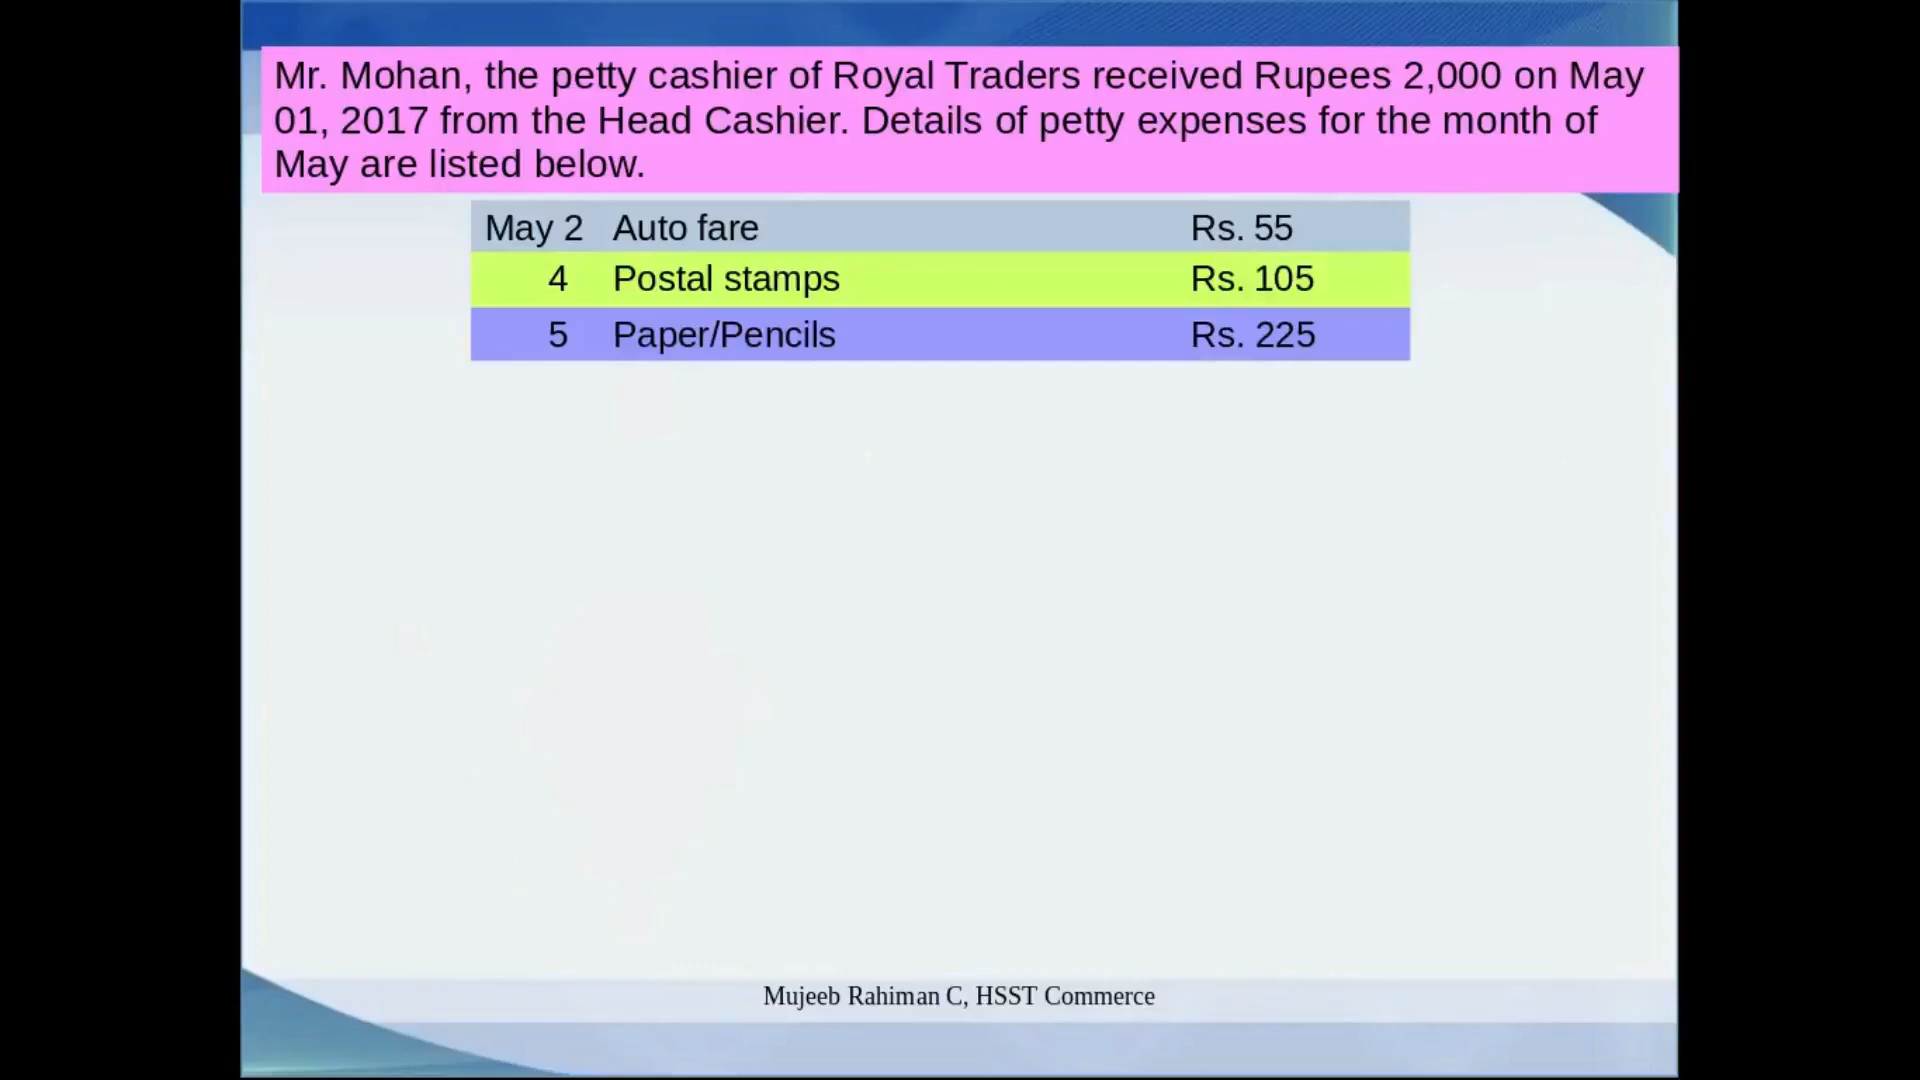 Mr. Mohan, the petty cashier of Royal Traders received Rupees 2,000 on May
01, 2017 from the Head Cashier. Details of petty expenses for the month of
May are listed below.
May 2 Auto fare Rs. 55
4 Postal stamps Rs. 105
5 Paper/Pencils Rs. 225
Mujeeb Rahiman C, HSST Commerce